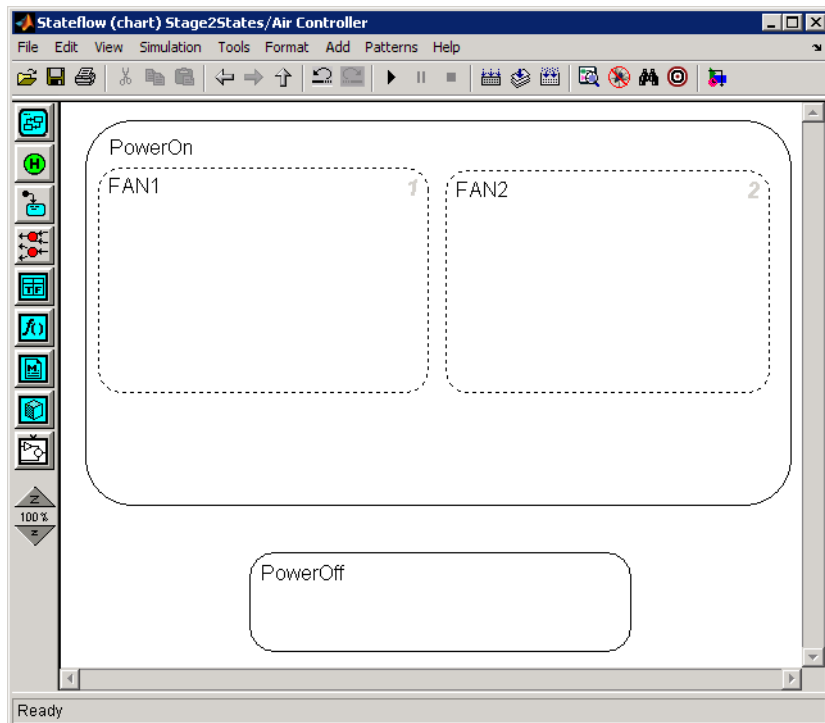 Stateflow (chart) Stage2States/Air Controller
File Edit View Simulation Tools Format Add Patterns Help
PowerOn
FAN1 1 FAN2 2
H
TF
f()
M
Z
100%
z
PowerOff
Ready